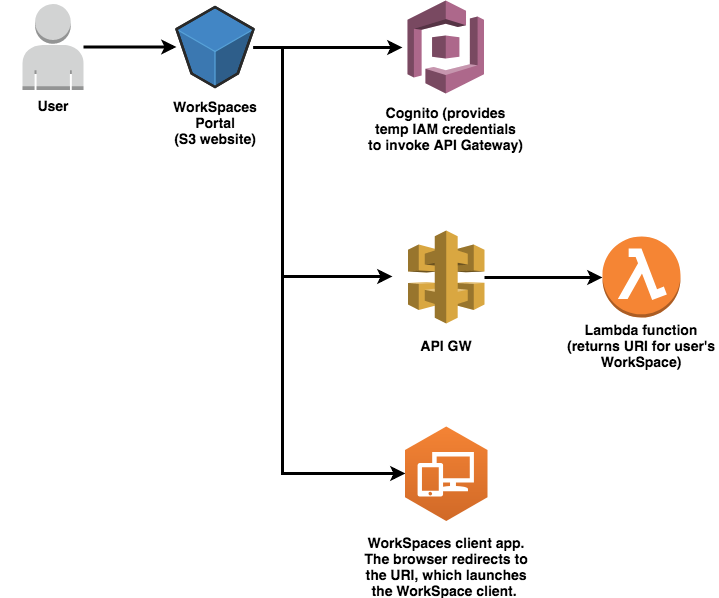 User
WorkSpaces
Portal
(S3 website)
Cognito (provides
temp IAM credentials
to invoke API Gateway)
API GW
Lambda function
(returns URI for user's
WorkSpace)
WorkSpaces client app.
The browser redirects to
the URI, which launches
the WorkSpace client.